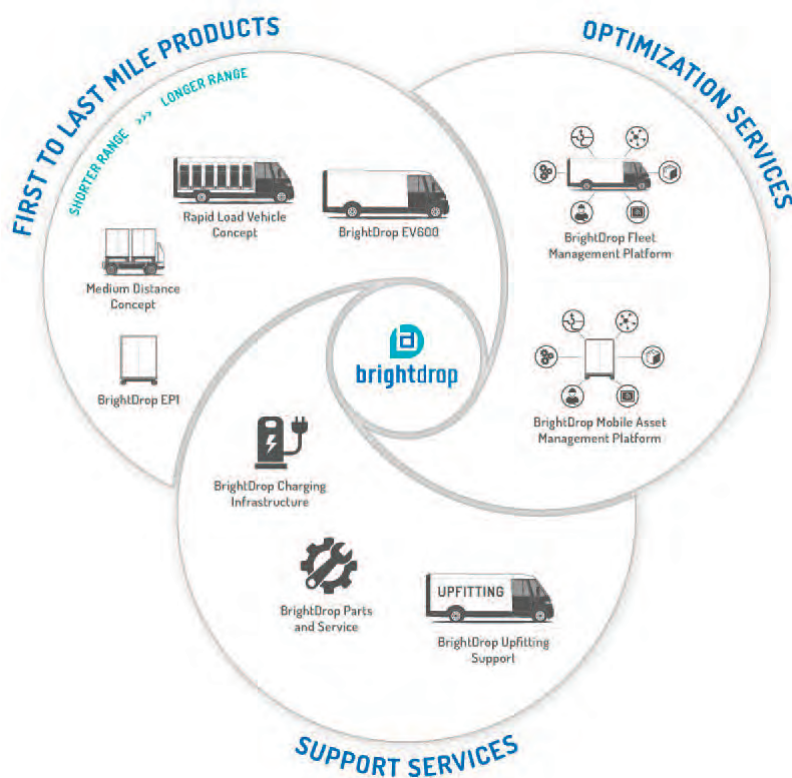 FIRST TO LAST MILE PRODUCTS
SHORTER RANGE >>> LONGER RANGE
Rapid Load Vehicle
Concept
BrightDrop EV600
Medium Distance
Concept
BrightDrop EP1
OPTIMIZATION SERVICES
BrightDrop Fleet
Management Platform
BrightDrop Mobile Asset
Management Platform
brightdrop
BrightDrop Charging
Infrastructure
BrightDrop Parts
and Service
UPFITTING
BrightDrop Upfitting
Support
SUPPORT SERVICES